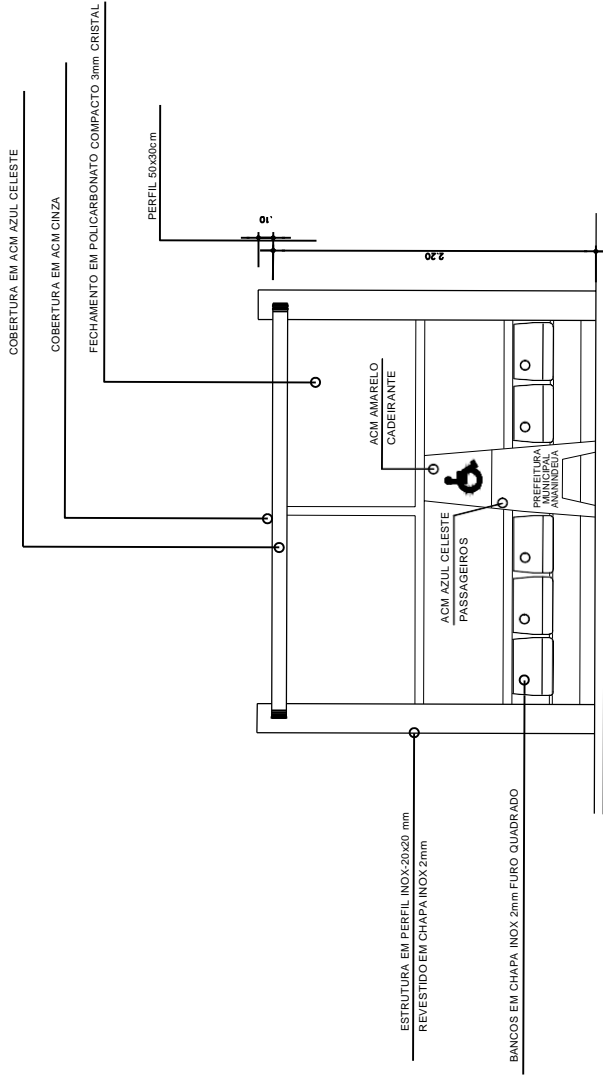 COBERTURA EM ACM AZUL CELESTE
COBERTURA EM ACM CINZA
FECHAMENTO EM POLICARBONATO COMPACTO 3mm CRISTAL
PERFIL 50x30cm
.10
2.20
ACM AMARELO
CADEIRANTE
ACM AZUL CELESTE
PASSAGEIROS
PREFEITURA
MUNICIPAL
ANANINDEUA
ESTRUTURA EM PERFIL INOX-20x20 mm
REVESTIDO EM CHAPA INOX 2mm
BANCOS EM CHAPA INOX 2mm FURO QUADRADO